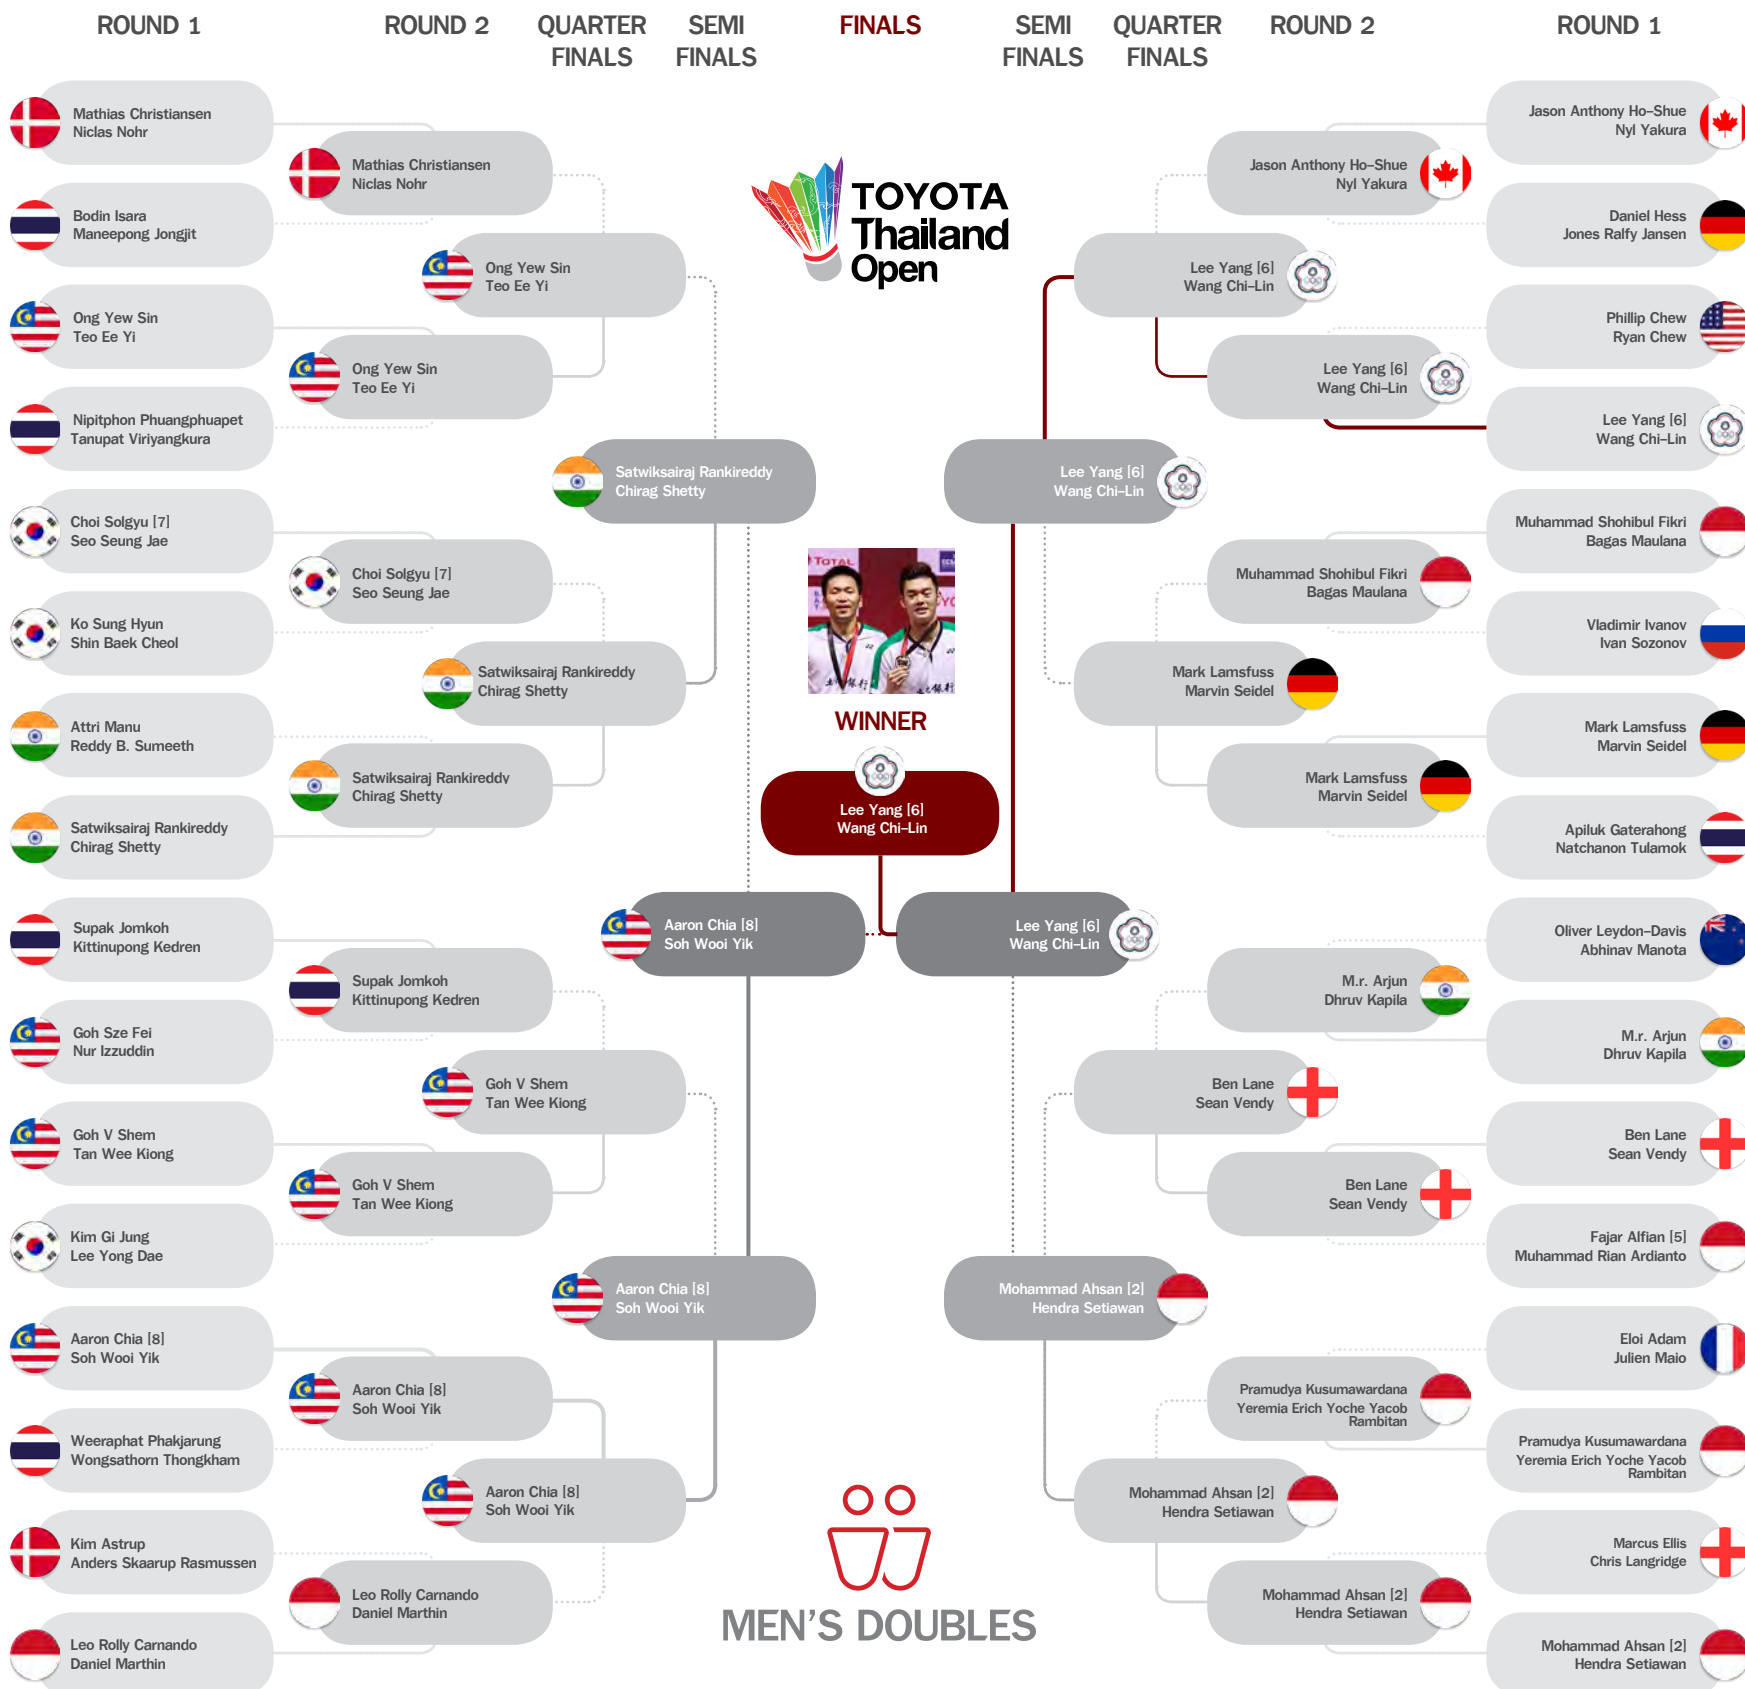 ROUND 1
ROUND 2
QUARTER
FINALS
SEMI
FINALS
FINALS
SEMI
FINALS
QUARTER
FINALS
ROUND 2
ROUND 1
Mathias Christiansen
Niclas Nohr
Bodin Isara
Maneepong Jongjit
Ong Yew Sin
Teo Ee Yi
Nipitphon Phuangphuapet
Tanupat Viriyangkura
Choi Solgyu [7]
Seo Seung Jae
Ko Sung Hyun
Shin Baek Cheol
Attri Manu
Reddy B. Sumeeth
Satwiksairaj Rankireddy
Chirag Shetty
Supak Jomkoh
Kittinupong Kedren
Goh Sze Fei
Nur Izzuddin
Goh V Shem
Tan Wee Kiong
Kim Gi Jung
Lee Yong Dae
Aaron Chia [8]
Soh Wooi Yik
Weeraphat Phakjarung
Wongsathorn Thongkham
Kim Astrup
Anders Skaarup Rasmussen
Leo Rolly Carnando
Daniel Marthin
Mathias Christiansen
Niclas Nohr
Ong Yew Sin
Teo Ee Yi
Choi Solgyu [7]
Seo Seung Jae
Satwiksairaj Rankireddy
Chirag Shetty
Supak Jomkoh
Kittinupong Kedren
Goh V Shem
Tan Wee Kiong
Aaron Chia [8]
Soh Wooi Yik
Leo Rolly Carnando
Daniel Marthin
Ong Yew Sin
Teo Ee Yi
Satwiksairaj Rankireddy
Chirag Shetty
Goh V Shem
Tan Wee Kiong
Aaron Chia [8]
Soh Wooi Yik
Satwiksairaj Rankireddy
Chirag Shetty
Aaron Chia [8]
Soh Wooi Yik
Aaron Chia [8]
Soh Wooi Yik
TOYOTA
Thailand
Open
TOTAL
WINNER
Lee Yang [6]
Wang Chi-Lin
MEN'S DOUBLES
Lee Yang [6]
Wang Chi-Lin
Lee Yang [6]
Wang Chi-Lin
Mohammad Ahsan [2]
Hendra Setiawan
Lee Yang [6]
Wang Chi-Lin
Mark Lamsfuss
Marvin Seidel
Ben Lane
Sean Vendy
Mohammad Ahsan [2]
Hendra Setiawan
Jason Anthony Ho-Shue
Nyl Yakura
Lee Yang [6]
Wang Chi-Lin
Muhammad Shohibul Fikri
Bagas Maulana
Mark Lamsfuss
Marvin Seidel
M.r. Arjun
Dhruv Kapila
Ben Lane
Sean Vendy
Pramudya Kusumawardana
Yeremia Erich Yoche Yacob
Rambitan
Mohammad Ahsan [2]
Hendra Setiawan
Jason Anthony Ho-Shue
Nyl Yakura
Daniel Hess
Jones Ralfy Jansen
Phillip Chew
Ryan Chew
Lee Yang [6]
Wang Chi-Lin
Muhammad Shohibul Fikri
Bagas Maulana
Vladimir Ivanov
Ivan Sozonov
Mark Lamsfuss
Marvin Seidel
Apiluk Gaterahong
Natchanon Tulamok
Oliver Leydon-Davis
Abhinav Manota
M.r. Arjun
Dhruv Kapila
Ben Lane
Sean Vendy
Fajar Alfian [5]
Muhammad Rian Ardianto
Eloi Adam
Julien Maio
Pramudya Kusumawardana
Yeremia Erich Yoche Yacob
Rambitan
Marcus Ellis
Chris Langridge
Mohammad Ahsan [2]
Hendra Setiawan